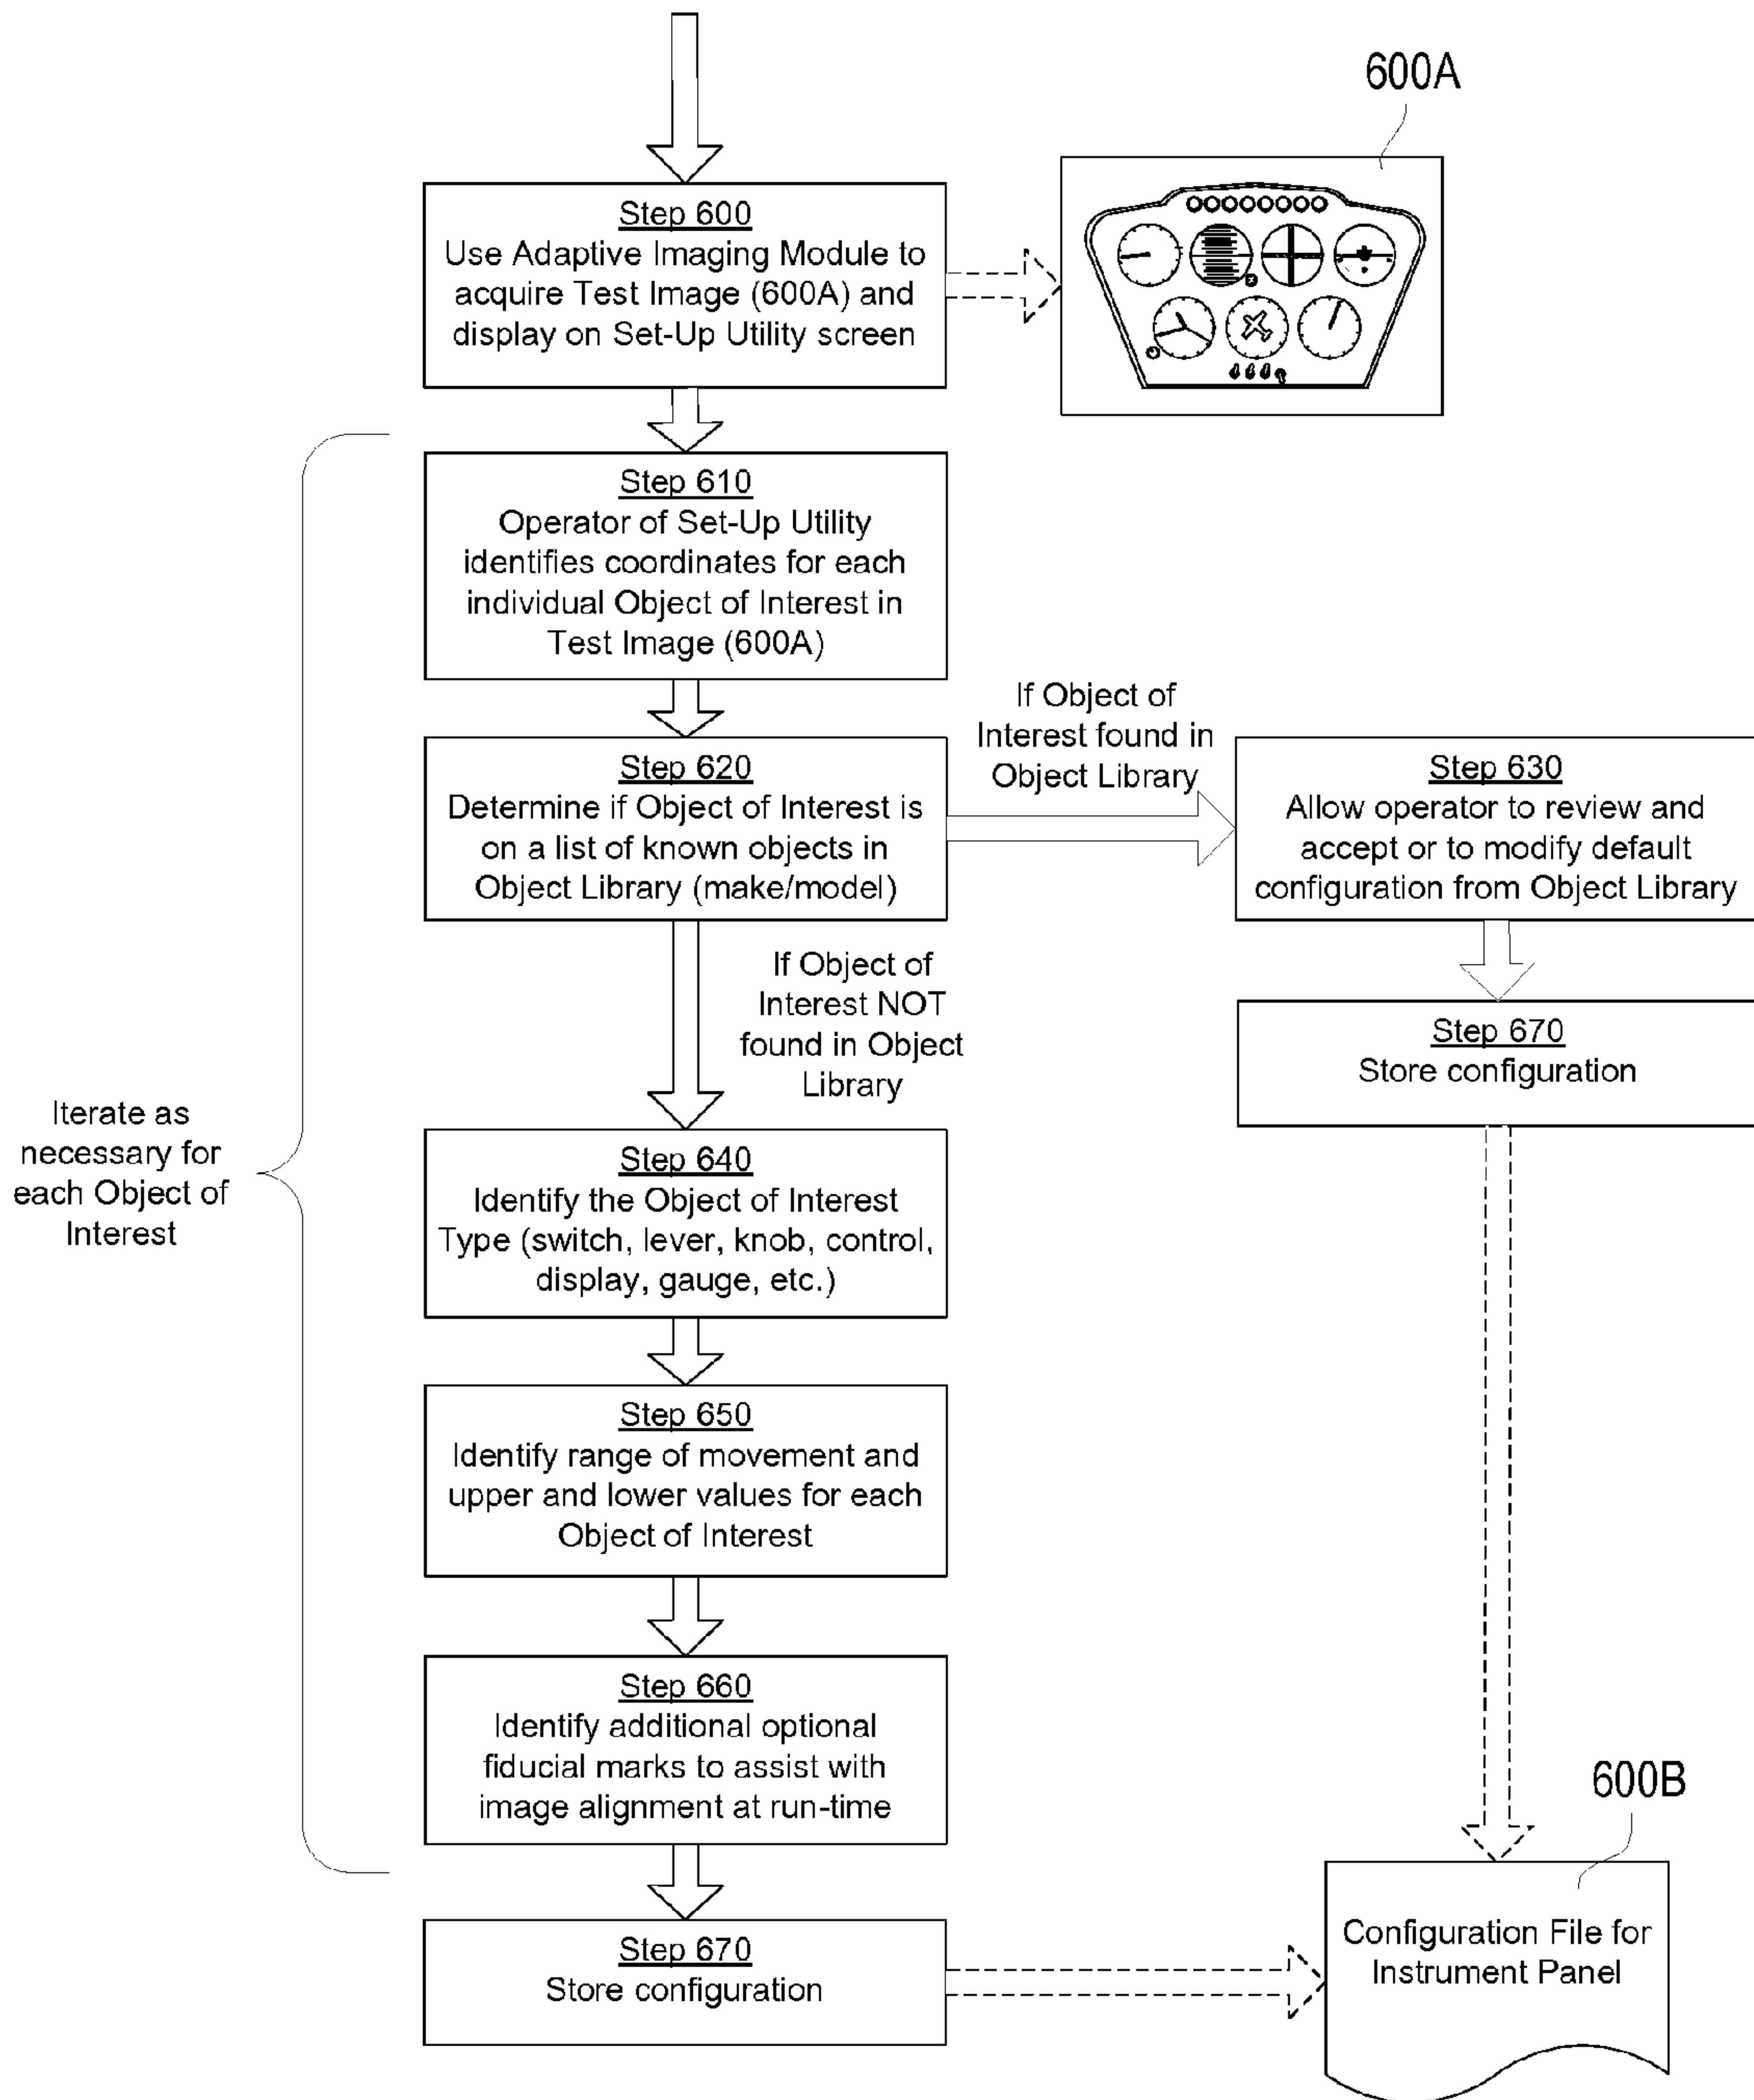 600A
Step 600
Use Adaptive Imaging Module to
acquire Test Image (600A) and
display on Set-Up Utility screen
Step 610
Operator of Set-Up Utility
identifies coordinates for each
individual Object of Interest in
Test Image (600A)
If Object of
Interest found in
Object Library
Step 620
Determine if Object of Interest is
on a list of known objects in
Object Library (make/model)
Step 630
Allow operator to review and
accept or to modify default
configuration from Object Library
If Object of
Interest NOT
found in Object
Library
Step 670
Store configuration
Iterate as
necessary for
each Object of
Interest
Step 640
Identify the Object of Interest
Type (switch, lever, knob, control,
display, gauge, etc.)
Step 650
Identify range of movement and
upper and lower values for each
Object of Interest
Step 660
Identify additional optional
fiducial marks to assist with
image alignment at run-time
600B
Step 670
Store configuration
Configuration File for
Instrument Panel